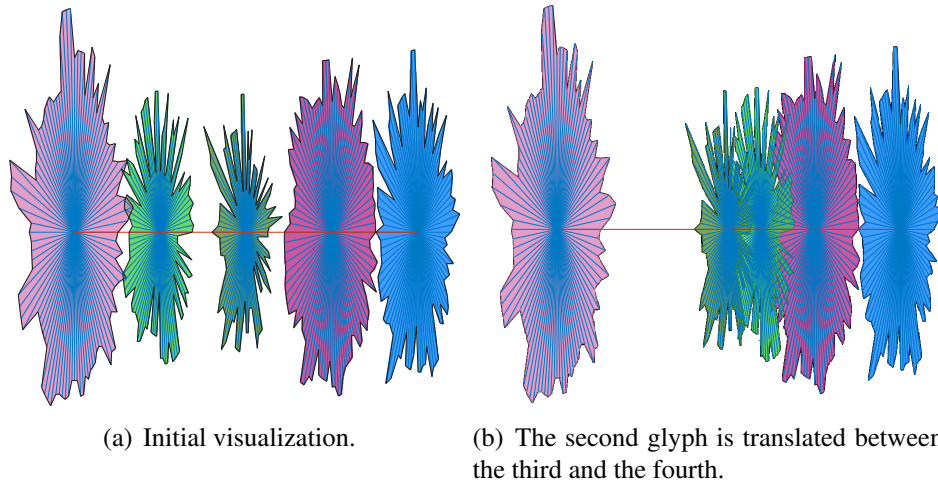 (a) Initial visualization.
(b) The second glyph is translated between
the third and the fourth.